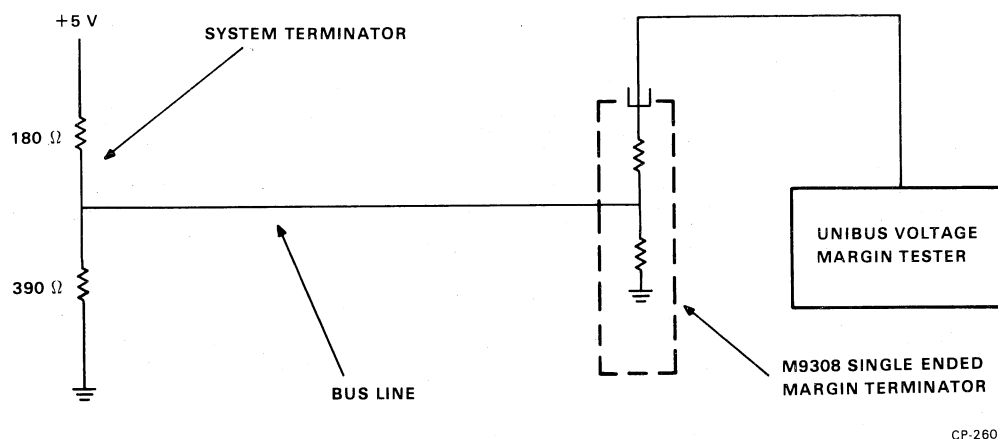 +5 V
SYSTEM TERMINATOR
180 Ω
390 Ω
BUS LINE
UNIBUS VOLTAGE
MARGIN TESTER
M9308 SINGLE ENDED
MARGIN TERMINATOR
CP-260